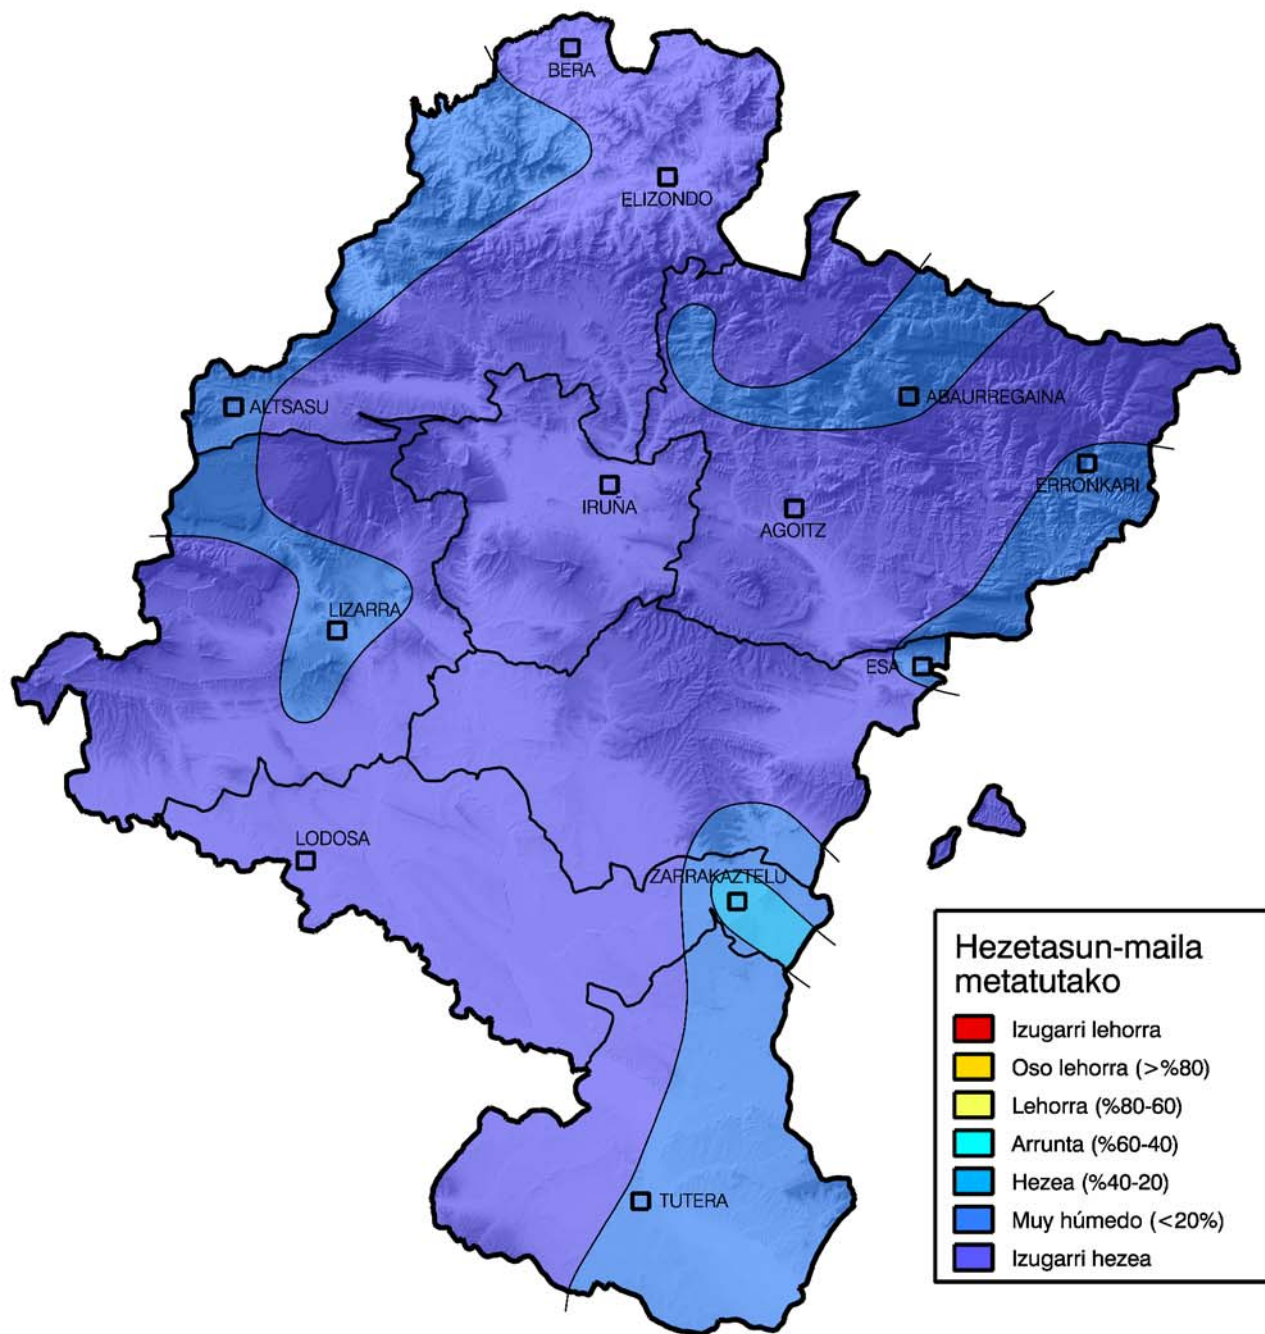 BERA
ELIZONDO
ALTSASU
ABAURREGAINA
IRUÑA
ERRONKARI
AGOITZ
LIZARRA
ESA
LODOSA
ZARRAKAZTELU
TUTERA
Hezetasun-maila
metatutako
Izugarri lehorra
Oso lehorra (>%80)
Lehorra (%80-60)
Arrunta (%60-40)
Hezea (%40-20)
Muy húmedo (<20%)
Izugarri hezea